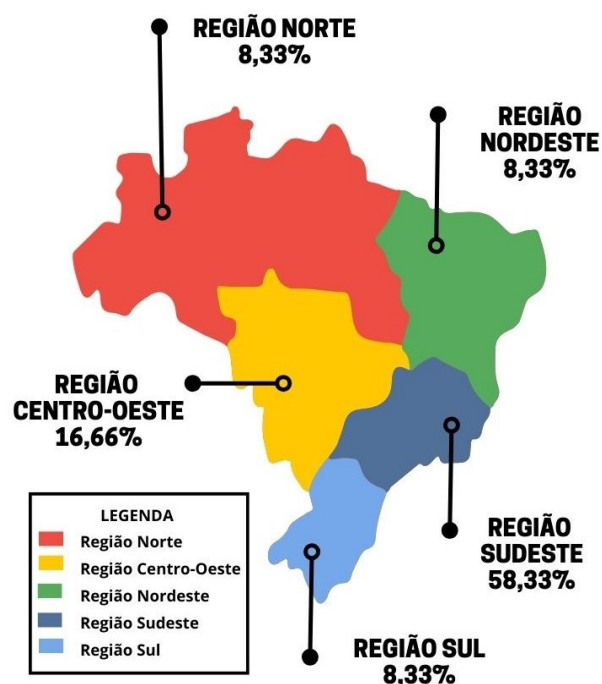 REGIÃO NORTE
8,33%
REGIÃO
NORDESTE
8,33%
REGIÃO
CENTRO-OESTE
16,66%
LEGENDA
Região Norte
Região Centro-Oeste
Região Nordeste
Região Sudeste
Região Sul
REGIÃO
SUDESTE
58,33%
REGIÃO SUL
8,33%